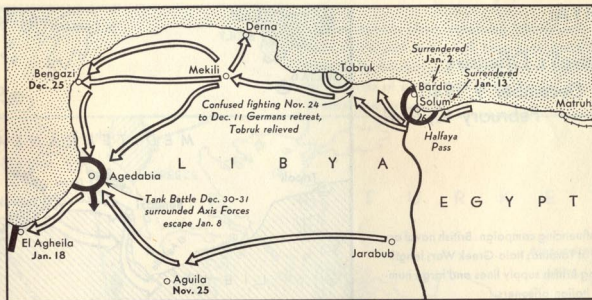 Derna
Surrendered
Jan. 2
Surrendered
Jan. 13
Bengazi
Dec. 25
Mekili
Tobruk
Bardia
Solum
Matruh
Confused fighting Nov. 24
to Dec. 11 Germans retreat,
Tobruk relieved
Halfaya
Pass
LIBYA
Agedabia
EGYPT
Tank Battle Dec. 30-31
surrounded Axis Forces
escape Jan. 8
El Agheila
Jan. 18
Jarabub
Aguila
Nov. 25